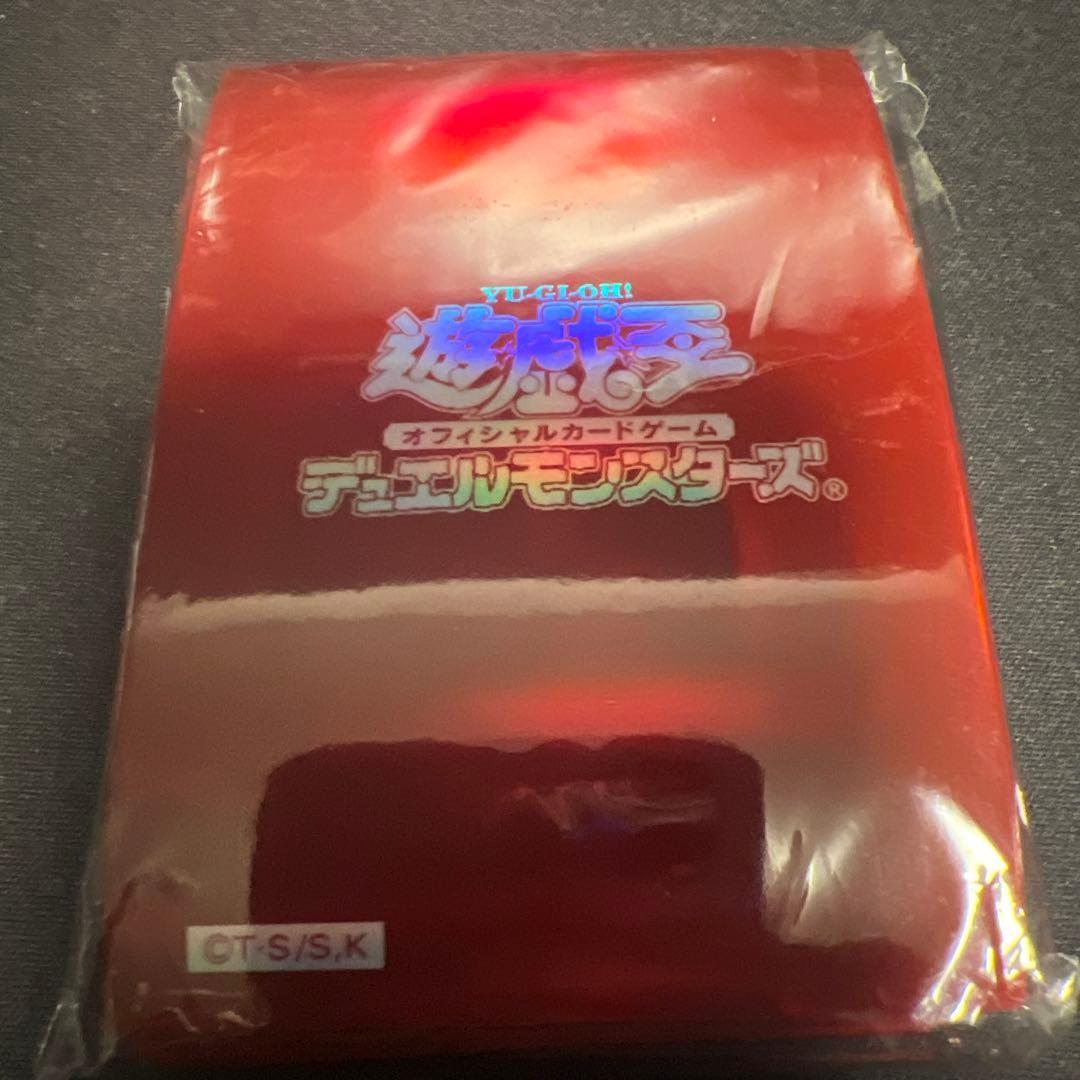 YU-GI-OH!
遊戯王
オフィシャルカードゲーム
デュエルモンスターズ®
©T-S/S,K